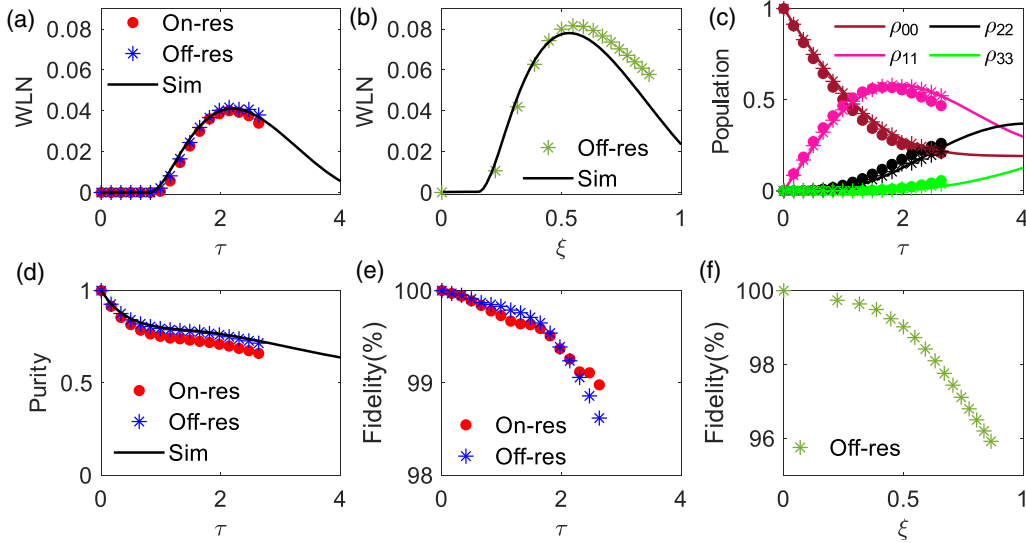 (a)
WLN
0.08
0.06
0.04
0.02
0
On-res
Off-res
Sim
0
2
4
τ
(b)
WLN
0.08
0.06
0.04
0.02
0
Off-res
Sim
0
0.5
1
ξ
(c)
Population
1
0.5
0
ρ00
ρ22
ρ11
ρ33
0
2
4
τ
(d)
Purity
1
0.5
0
On-res
Off-res
Sim
0
2
4
τ
(e)
Fidelity(%)
100
99
98
On-res
Off-res
0
2
4
τ
(f)
Fidelity(%)
100
98
96
Off-res
0
0.5
1
ξ